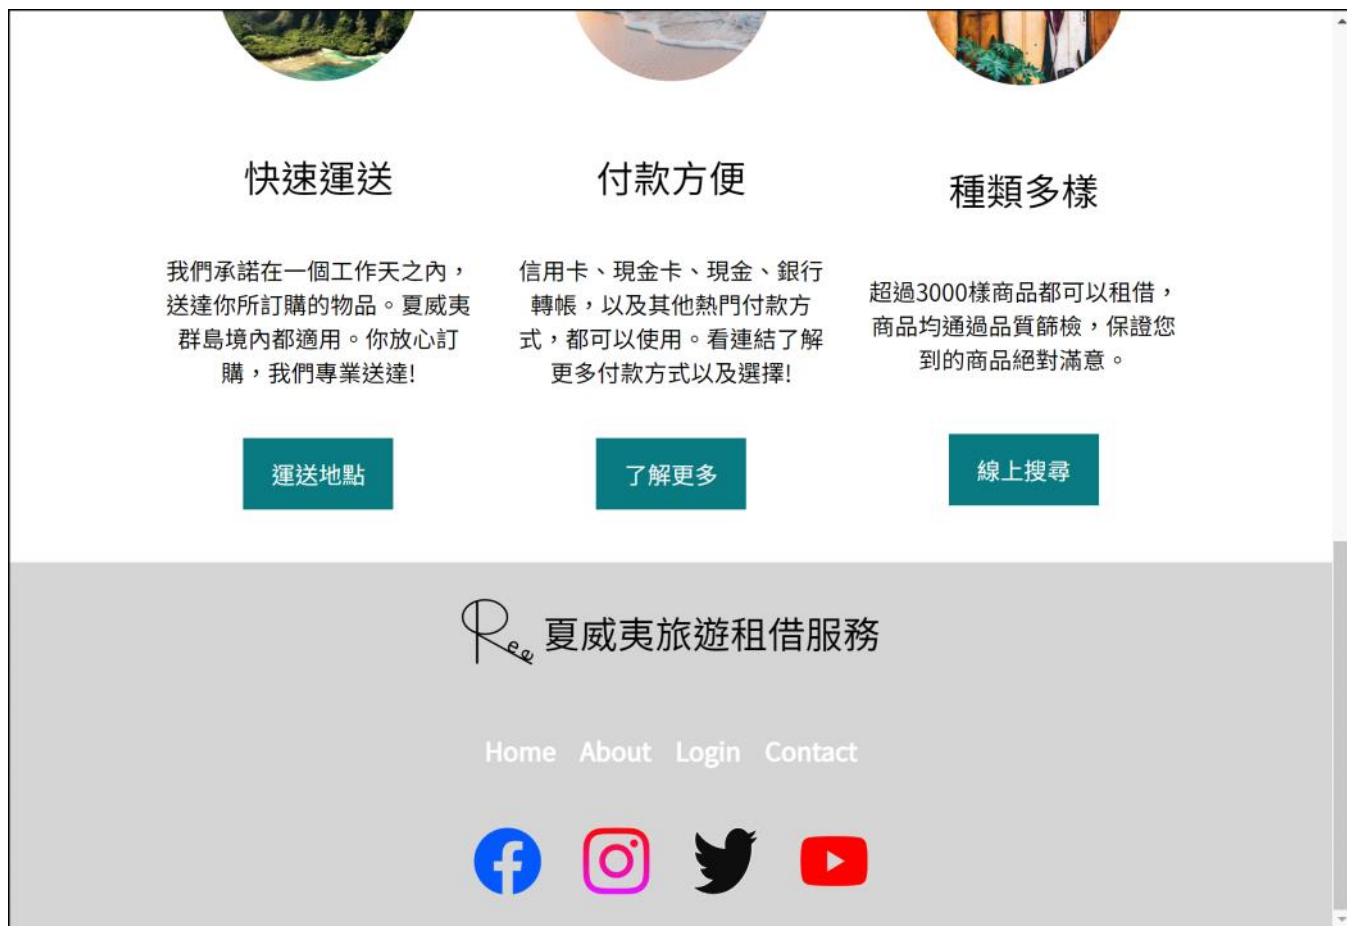 快速運送
我們承諾在一個工作天之內，
送達你所訂購的物品。夏威夷
群島境內都適用。你放心訂
購，我們專業送達!
運送地點
付款方便
信用卡、現金卡、現金、銀行
轉帳，以及其他熱門付款方
式，都可以使用。看連結了解
更多付款方式以及選擇!
了解更多
種類多樣
超過3000樣商品都可以租借，
商品均通過品質篩檢，保證您
到的商品絕對滿意。
線上搜尋
Ree 夏威夷旅遊租借服務
Home About Login Contact